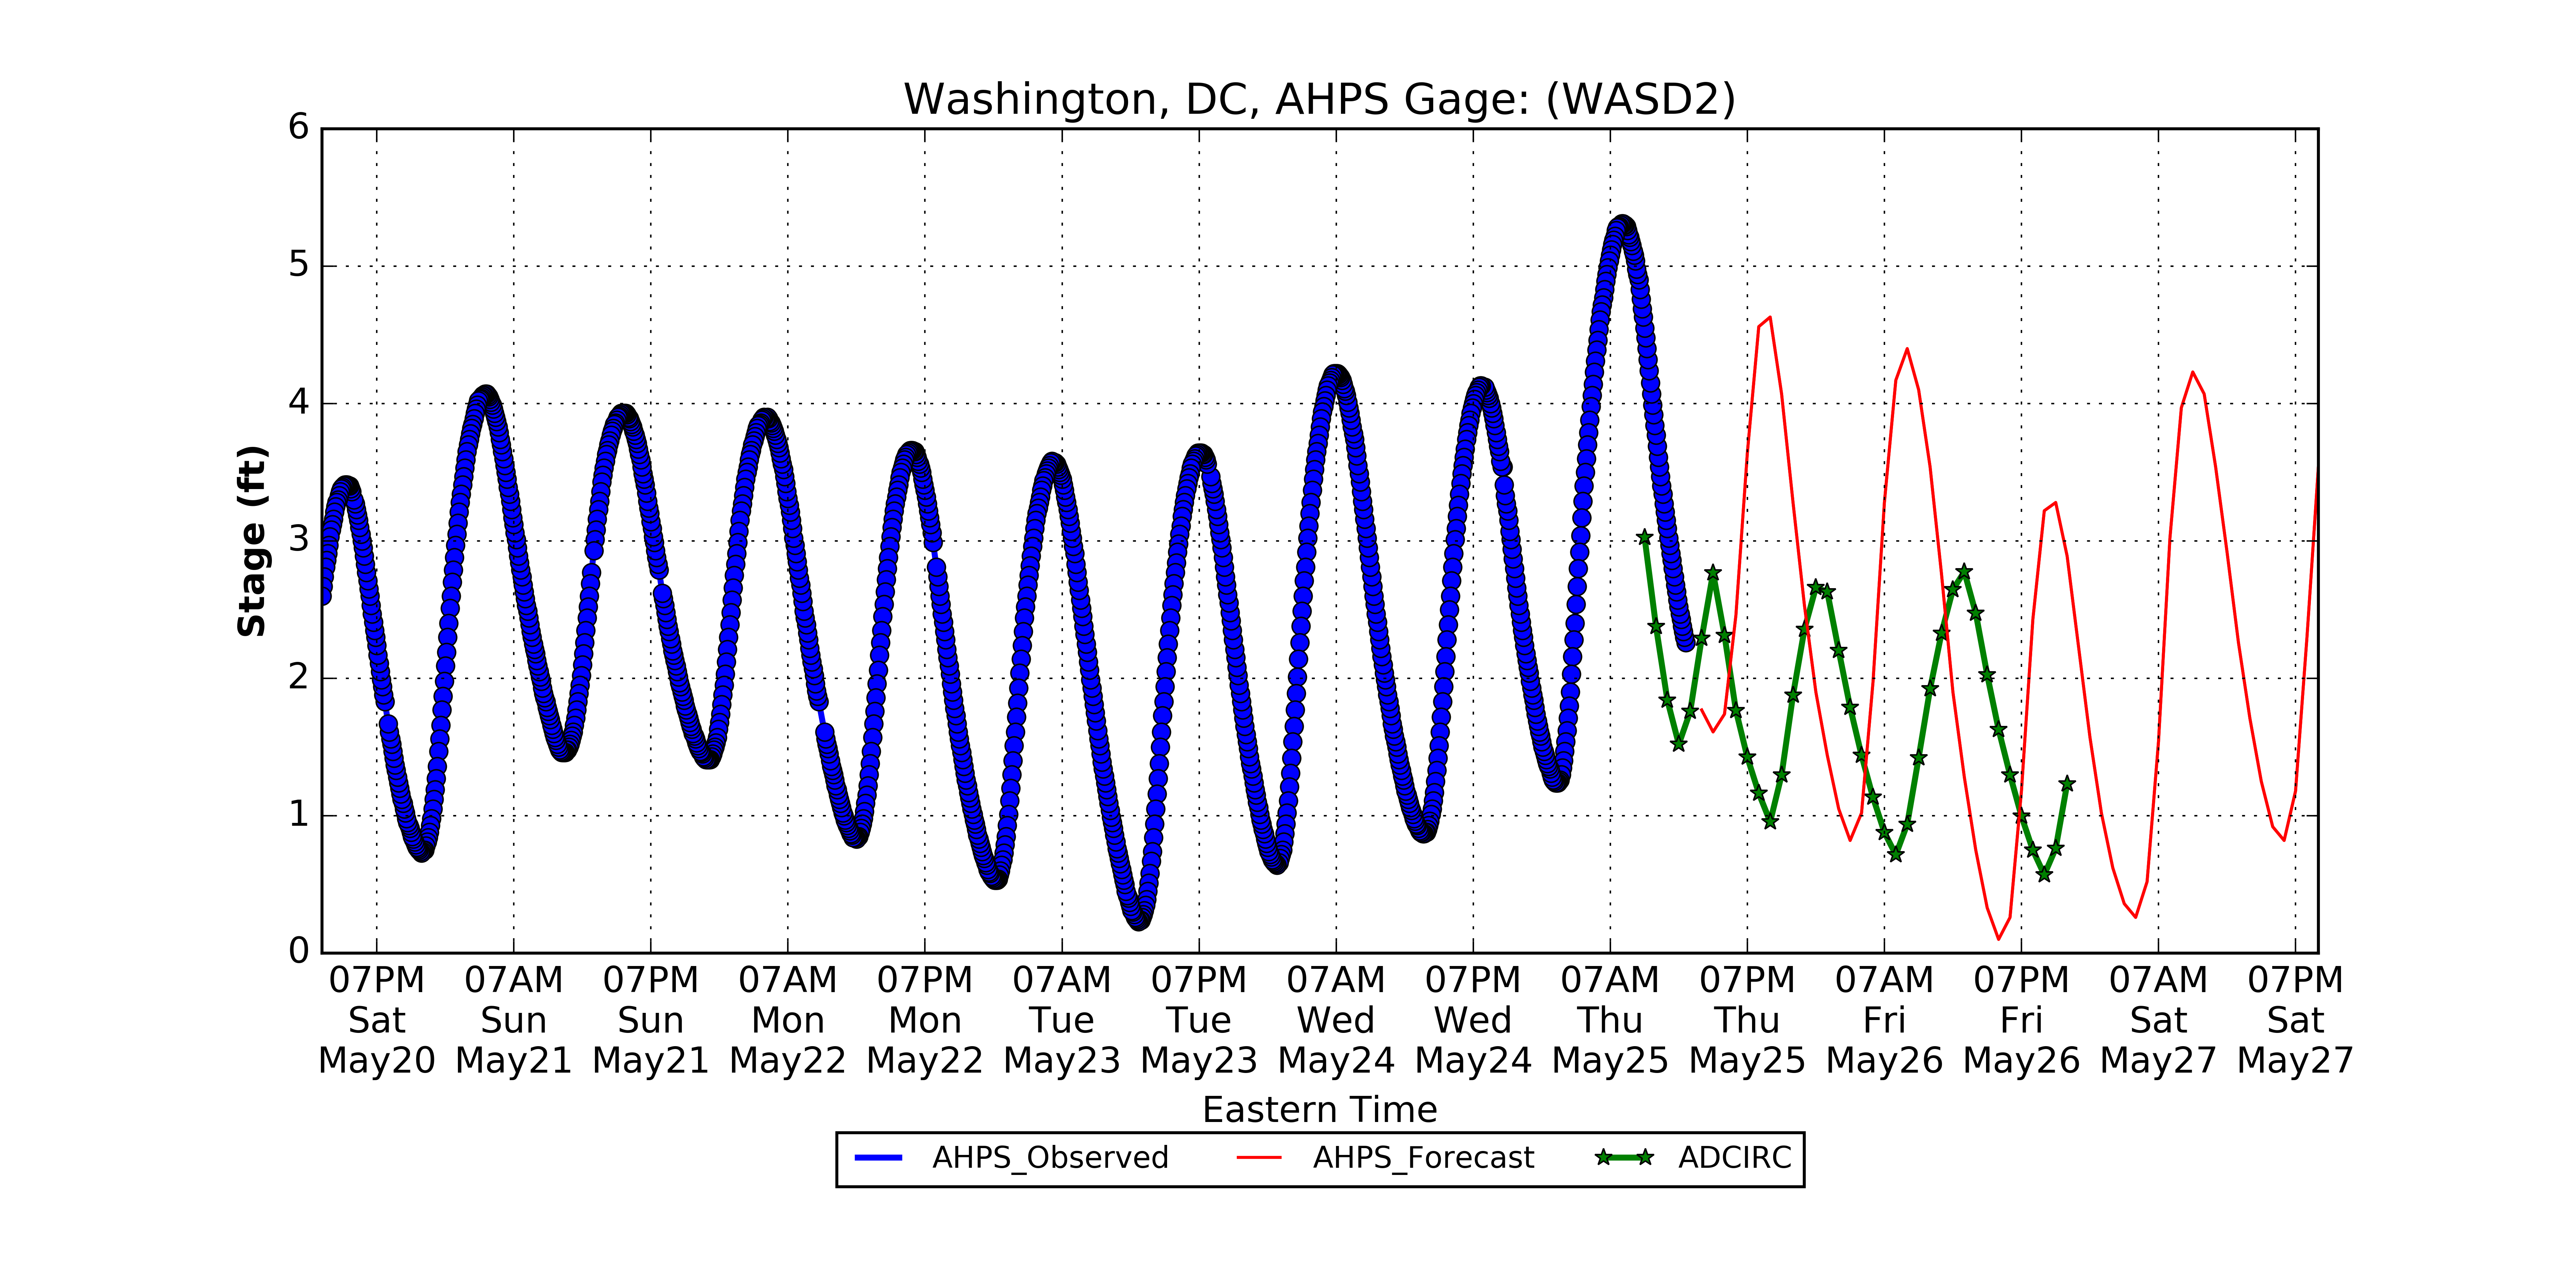 Washington, DC, AHPS Gage: (WASD2)
6
5
4
3
2
1
0
Stage (ft)
07PM 07AM 07PM 07AM 07PM 07AM 07PM 07AM 07PM 07AM 07PM 07AM 07PM 07AM 07PM
Sat Sun Sun Mon Mon Tue Tue Wed Wed Thu Thu Fri Fri Sat Sat
May20 May21 May21 May22 May22 May23 May23 May24 May24 May25 May25 May26 May26 May27 May27
Eastern Time
AHPS_Observed AHPS_Forecast ADCIRC